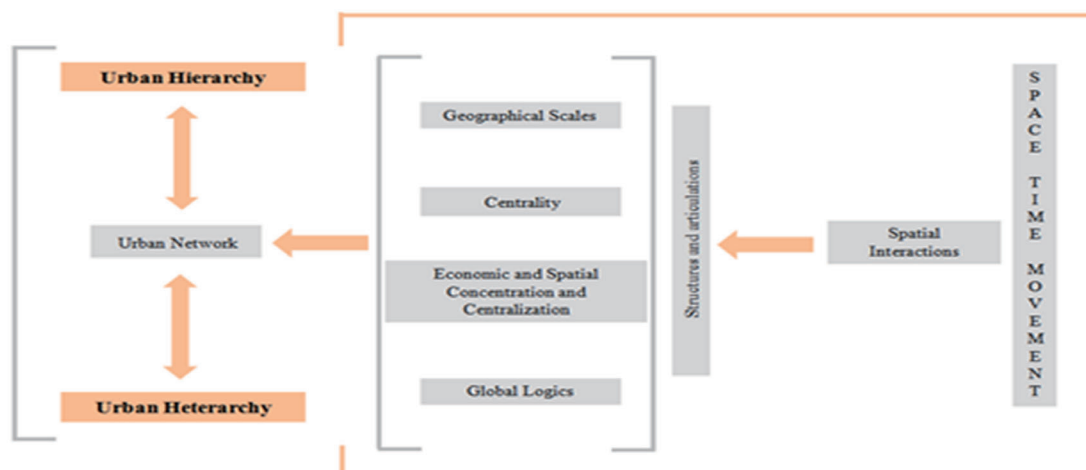 Urban Hierarchy
Urban Network
Urban Heterarchy
Geographical Scales
Centrality
Economic and Spatial
Concentration and
Centralization
Global Logics
Structures and articulations
Spatial
Interactions
SPACE TIME MOVEMENT